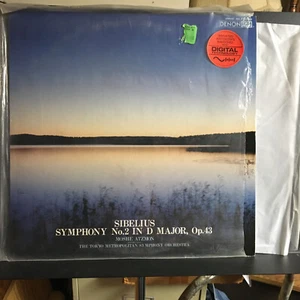 DENON
DIGITAL
SIBELIUS
SYMPHONY No.2 IN D MAJOR, Op.43
MOSHE ATZMON
THE TOKYO METROPOLITAN SYMPHONY ORCHESTRA